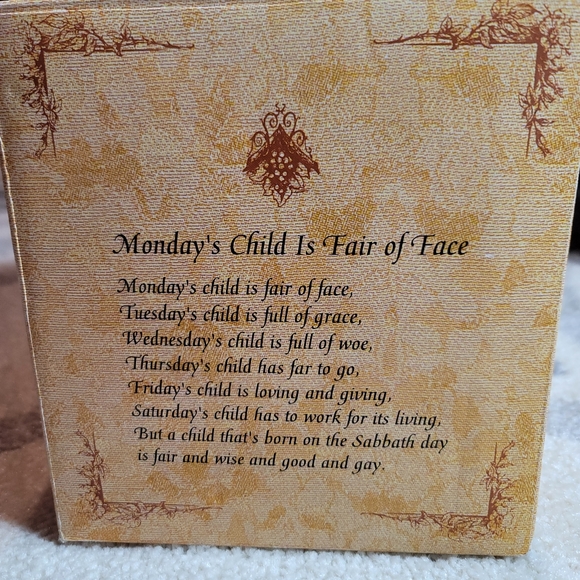 Monday's Child Is Fair of Face
Monday's child is fair of face,
Tuesday's child is full of grace,
Wednesday's child is full of woe,
Thursday's child has far to go,
Friday's child is loving and giving,
Saturday's child has to work for its living,
But a child that's born on the Sabbath day
is fair and wise and good and gay.